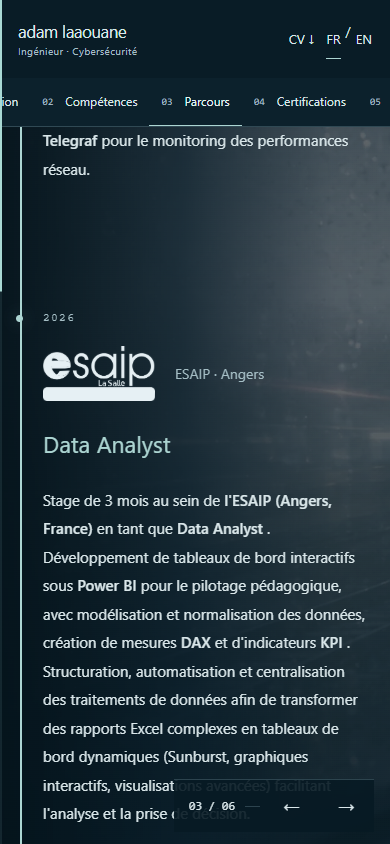 adam laaouane
CV ↓ FR / EN
Ingénieur · Cybersécurité
ion 02 Compétences 03 Parcours 04 Certifications 05
Telegraf pour le monitoring des performances
réseau.
2026
esaip
La Salle
ESAIP · Angers
Data Analyst
Stage de 3 mois au sein de l'ESAIP (Angers,
France) en tant que Data Analyst .
Développement de tableaux de bord interactifs
sous Power BI pour le pilotage pédagogique,
avec modélisation et normalisation des données,
création de mesures DAX et d'indicateurs KPI .
Structuration, automatisation et centralisation
des traitements de données afin de transformer
des rapports Excel complexes en tableaux de
bord dynamiques (Sunburst, graphiques
interactifs, visualisations avancées) facilitant
l'analyse et la prise de décision.
03 / 06 — ← →